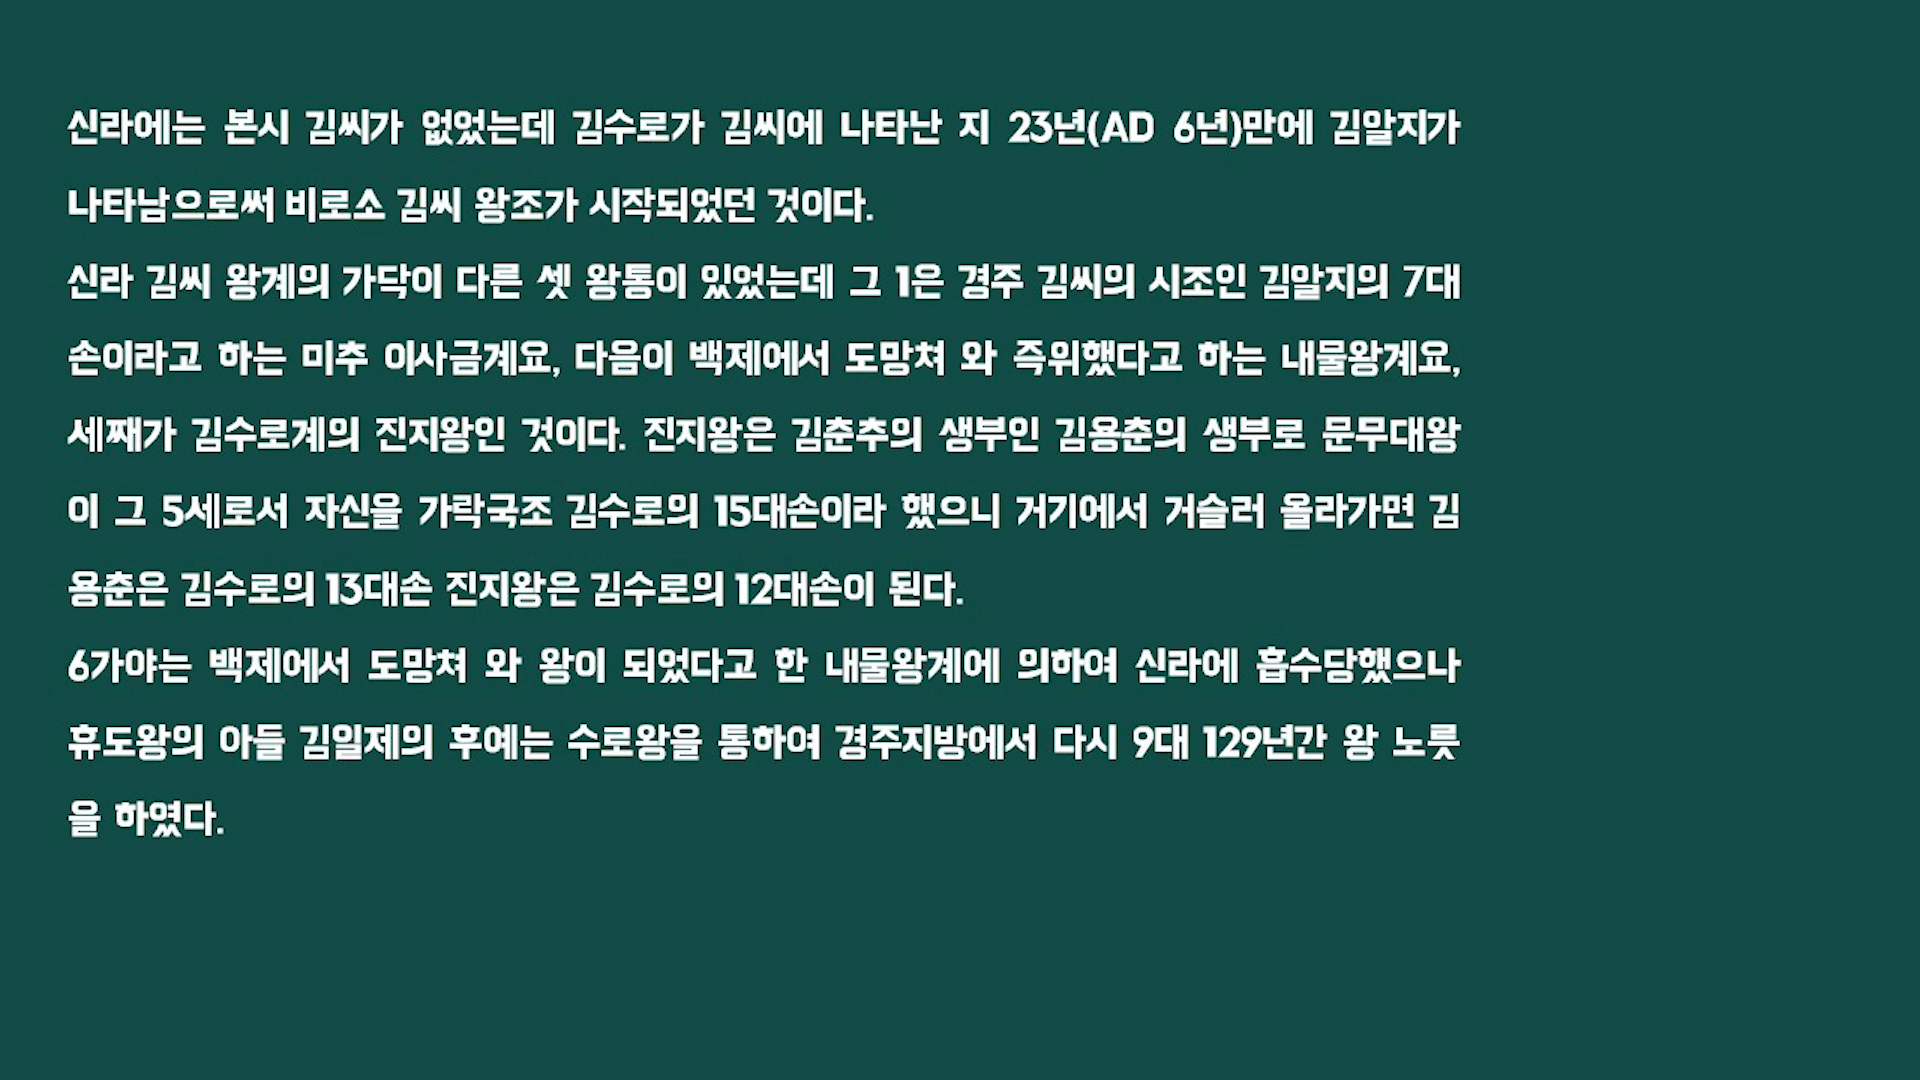 신라에는 본시 김씨가 없었는데 김수로가 김씨에 나타난 지 23년(AD 6년)만에 김알지가
나타남으로써 비로소 김씨 왕조가 시작되었던 것이다.
신라 김씨 왕계의 가닥이 다른 셋 왕통이 있었는데 그 1은 경주 김씨의 시조인 김알지의 7대
손이라고 하는 미추 이사금계요, 다음이 백제에서 도망쳐 와 즉위했다고 하는 내물왕계요,
세째가 김수로계의 진지왕인 것이다. 진지왕은 김춘추의 생부인 김용춘의 생부로 문무대왕
이 그 5세로서 자신을 가락국조 김수로의 15대손이라 했으니 거기에서 거슬러 올라가면 김
용춘은 김수로의 13대손 진지왕은 김수로의 12대손이 된다.
6가야는 백제에서 도망쳐 와 왕이 되었다고 한 내물왕계에 의하여 신라에 흡수당했으나
휴도왕의 아들 김일제의 후예는 수로왕을 통하여 경주지방에서 다시 9대 129년간 왕 노릇
을 하였다.